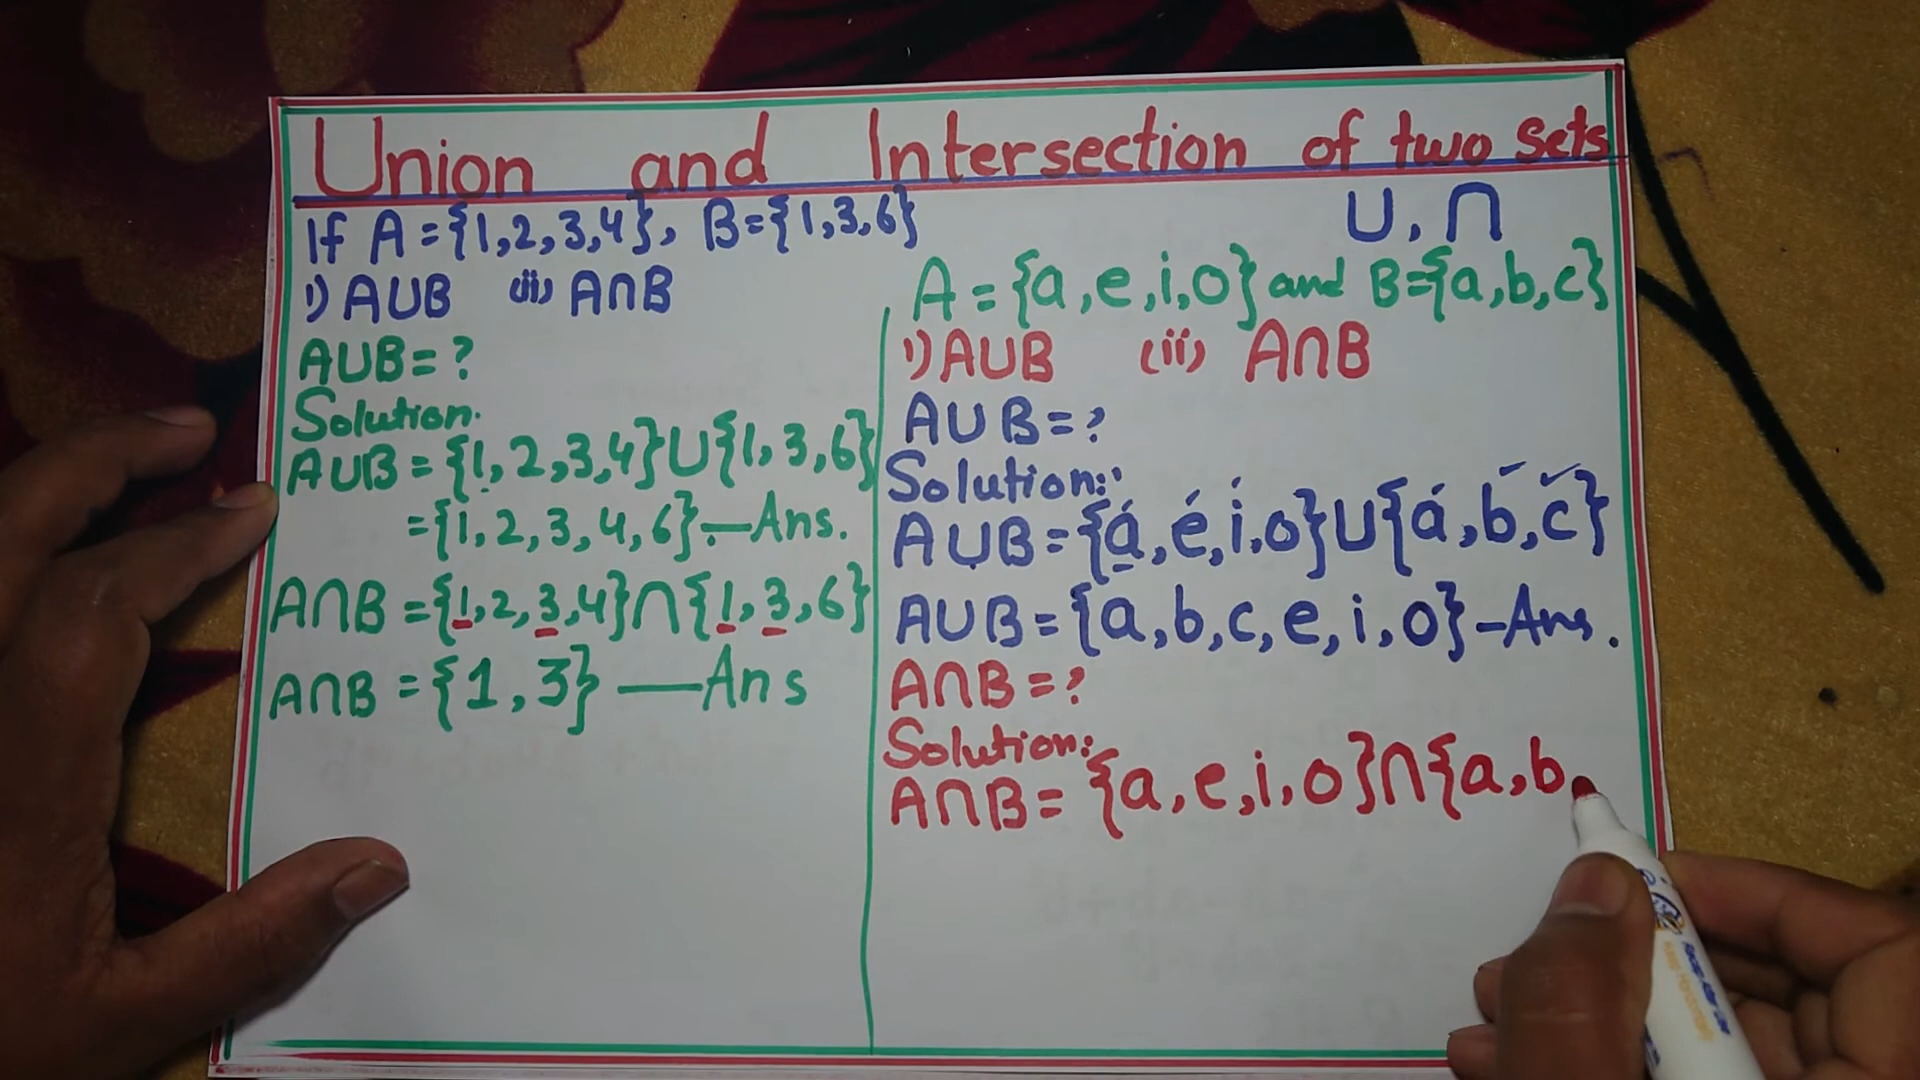 Union and Intersection of two sets
If A = {1,2,3,4}, B={1,3,6}
i) AUB (ii) A∩B
AUB = ?
Solution.
AUB = {1,2,3,4}U{1,3,6}
={1,2,3,4,6}.—Ans.
A∩B ={1,2,3,4}∩{1,3,6}
A∩B = {1,3} —Ans
U, ∩
A = {a,e,i,o} and B={a,b,c}
i) AUB (ii) A∩B
AUB =?
Solution:
AUB={a,e,i,o}U{a,b,c}
AUB={a,b,c,e,i,o}—Ans.
A∩B =?
Solution:
A∩B= {a,e,i,o}∩{a,b,